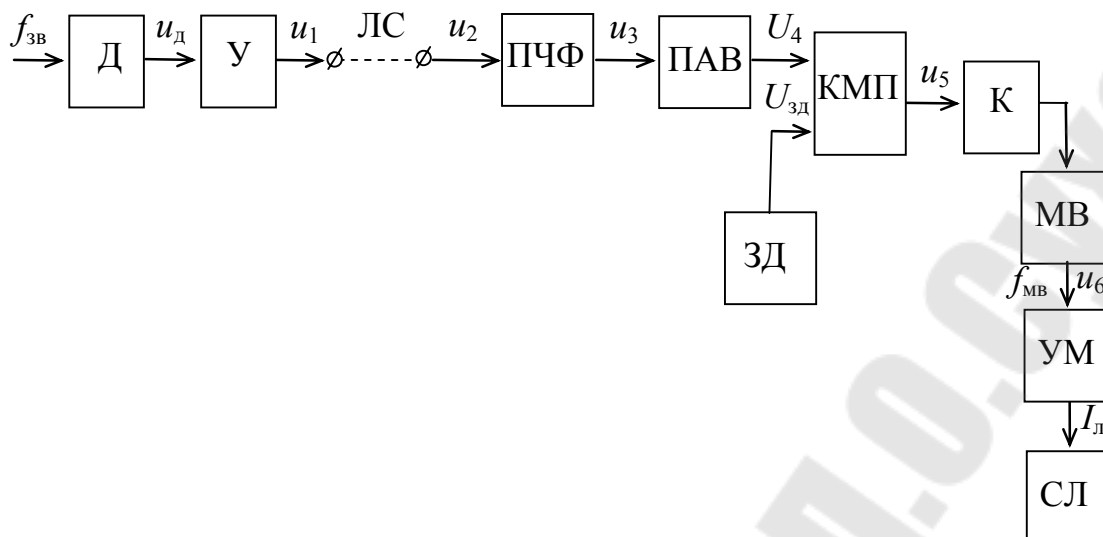 f_зв
Д
u_д
У
u_1
ЛС
u_2
ПЧФ
u_3
ПАВ
U_4
U_зд
КМП
u_5
К
МВ
ЗД
f_мв
u_6
УМ
I_л
СЛ